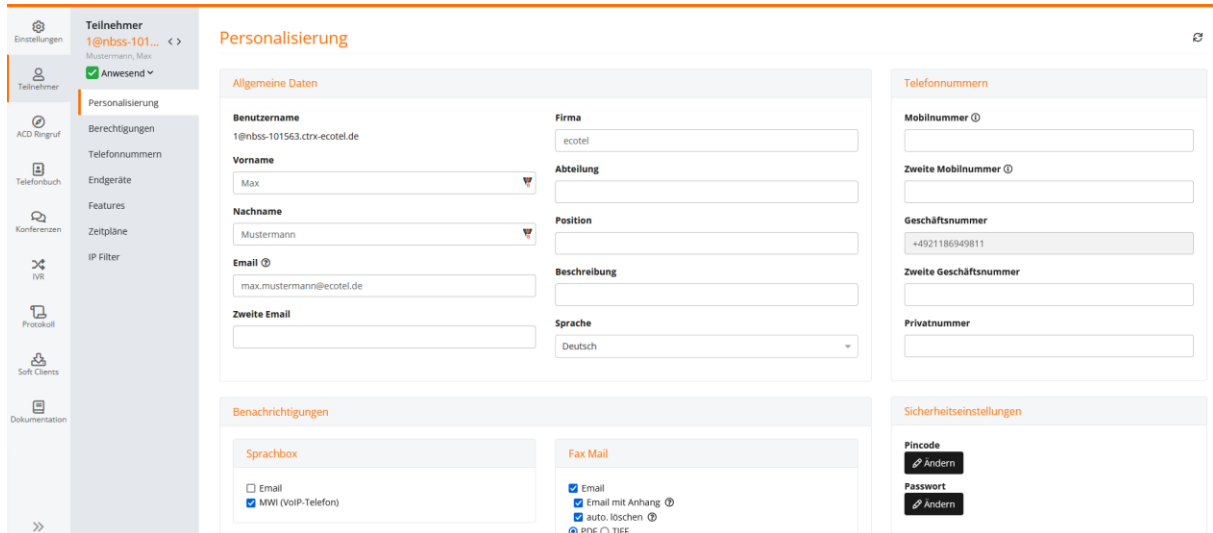 Einstellungen
Teilnehmer
ACD Ringruf
Telefonbuch
Konferenzen
IVR
Protokoll
Soft Clients
Dokumentation
Teilnehmer
1@nbss-101...
Mustermann, Max
Anwesend
Personalisierung
Berechtigungen
Telefonnummern
Endgeräte
Features
Zeitpläne
IP Filter
Personalisierung
Allgemeine Daten
Benutzername
1@nbss-101563.ctrx-ecotel.de
Vorname
Max
Nachname
Mustermann
Email
max.mustermann@ecotel.de
Zweite Email
Firma
ecotel
Abteilung
Position
Beschreibung
Sprache
Deutsch
Telefonnummern
Mobilnummer
Zweite Mobilnummer
Geschäftsnummer
+4921186949811
Zweite Geschäftsnummer
Privatnummer
Benachrichtigungen
Sprachbox
Email
MWI (VoIP-Telefon)
Fax Mail
Email
Email mit Anhang
auto. löschen
PDF TIFF
Sicherheitseinstellungen
Pincode
Ändern
Passwort
Ändern